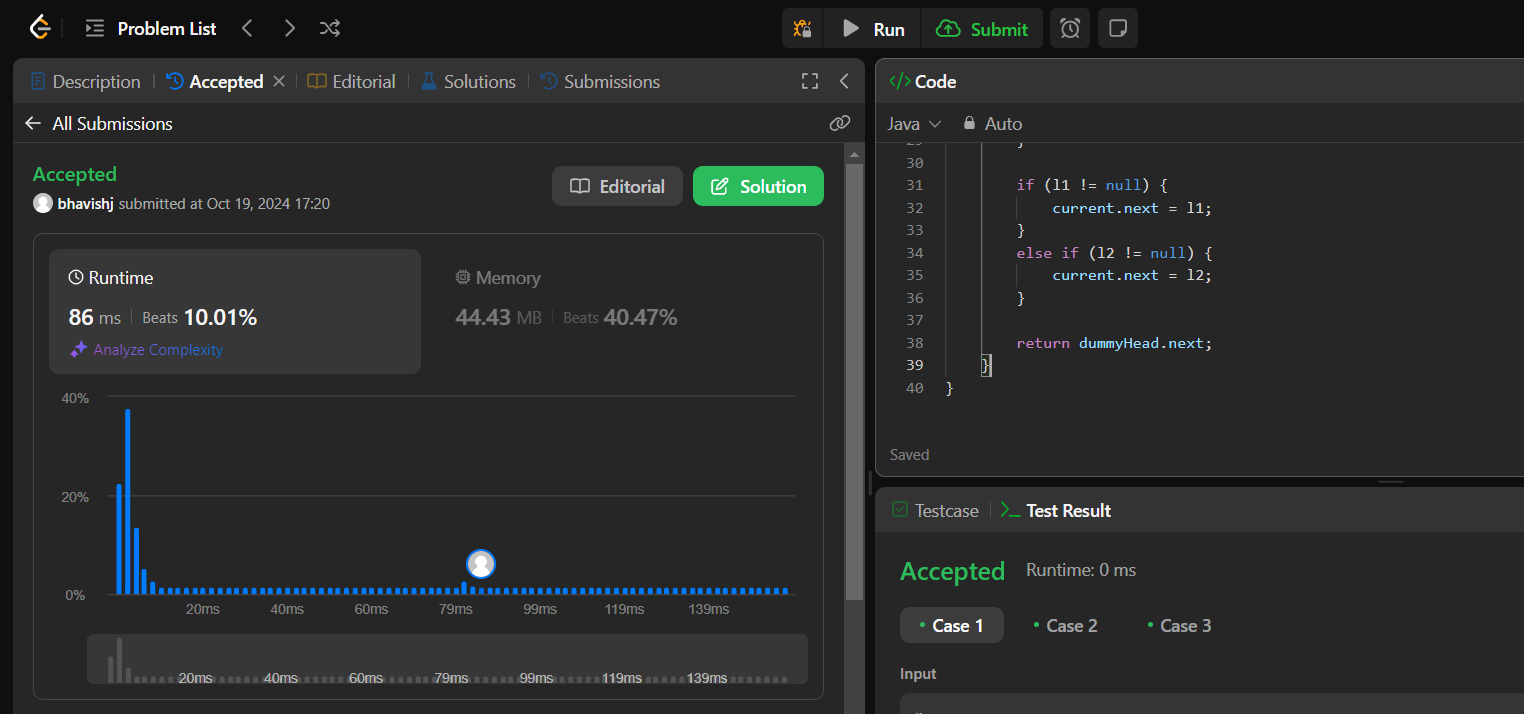 Problem List
Run
Submit
Description
Accepted
Editorial
Solutions
Submissions
All Submissions
Accepted
bhavishj submitted at Oct 19, 2024 17:20
Editorial
Solution
Runtime
86 ms | Beats 10.01%
Analyze Complexity
Memory
44.43 MB | Beats 40.47%
40%
20%
0%
20ms 40ms 60ms 79ms 99ms 119ms 139ms
20ms 40ms 60ms 79ms 99ms 119ms 139ms
</> Code
Java
Auto
29 }
30
31 if (l1 != null) {
32 current.next = l1;
33 }
34 else if (l2 != null) {
35 current.next = l2;
36 }
37
38 return dummyHead.next;
39 }
40 }
Saved
Testcase
>_ Test Result
Accepted Runtime: 0 ms
• Case 1 • Case 2 • Case 3
Input